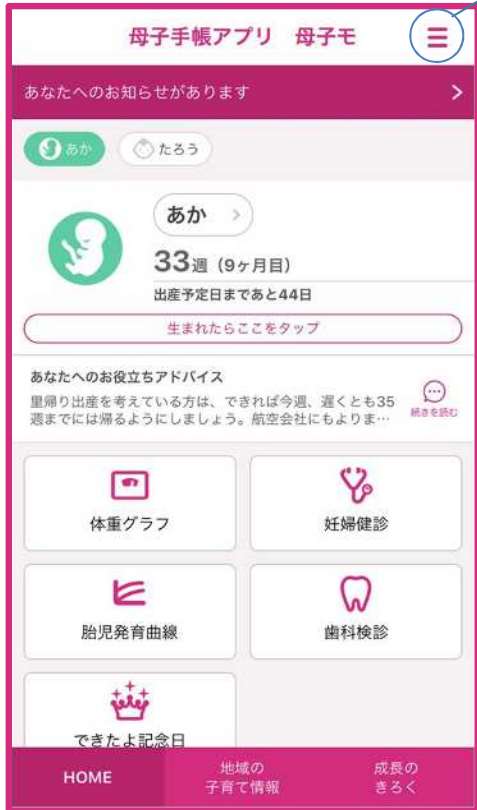 母子手帳アプリ 母子モ
あなたへのお知らせがあります
あか
たろう
あか
33週（9ヶ月目）
出産予定日まであと44日
生まれたらここをタップ
あなたへのお役立ちアドバイス
里帰り出産を考えている方は、できれば今週、遅くとも35
週までには帰るようにしましょう。航空会社にもよりま…
続きを読む
体重グラフ
妊婦健診
胎児発育曲線
歯科検診
できたよ記念日
HOME
地域の
子育て情報
成長の
きろく